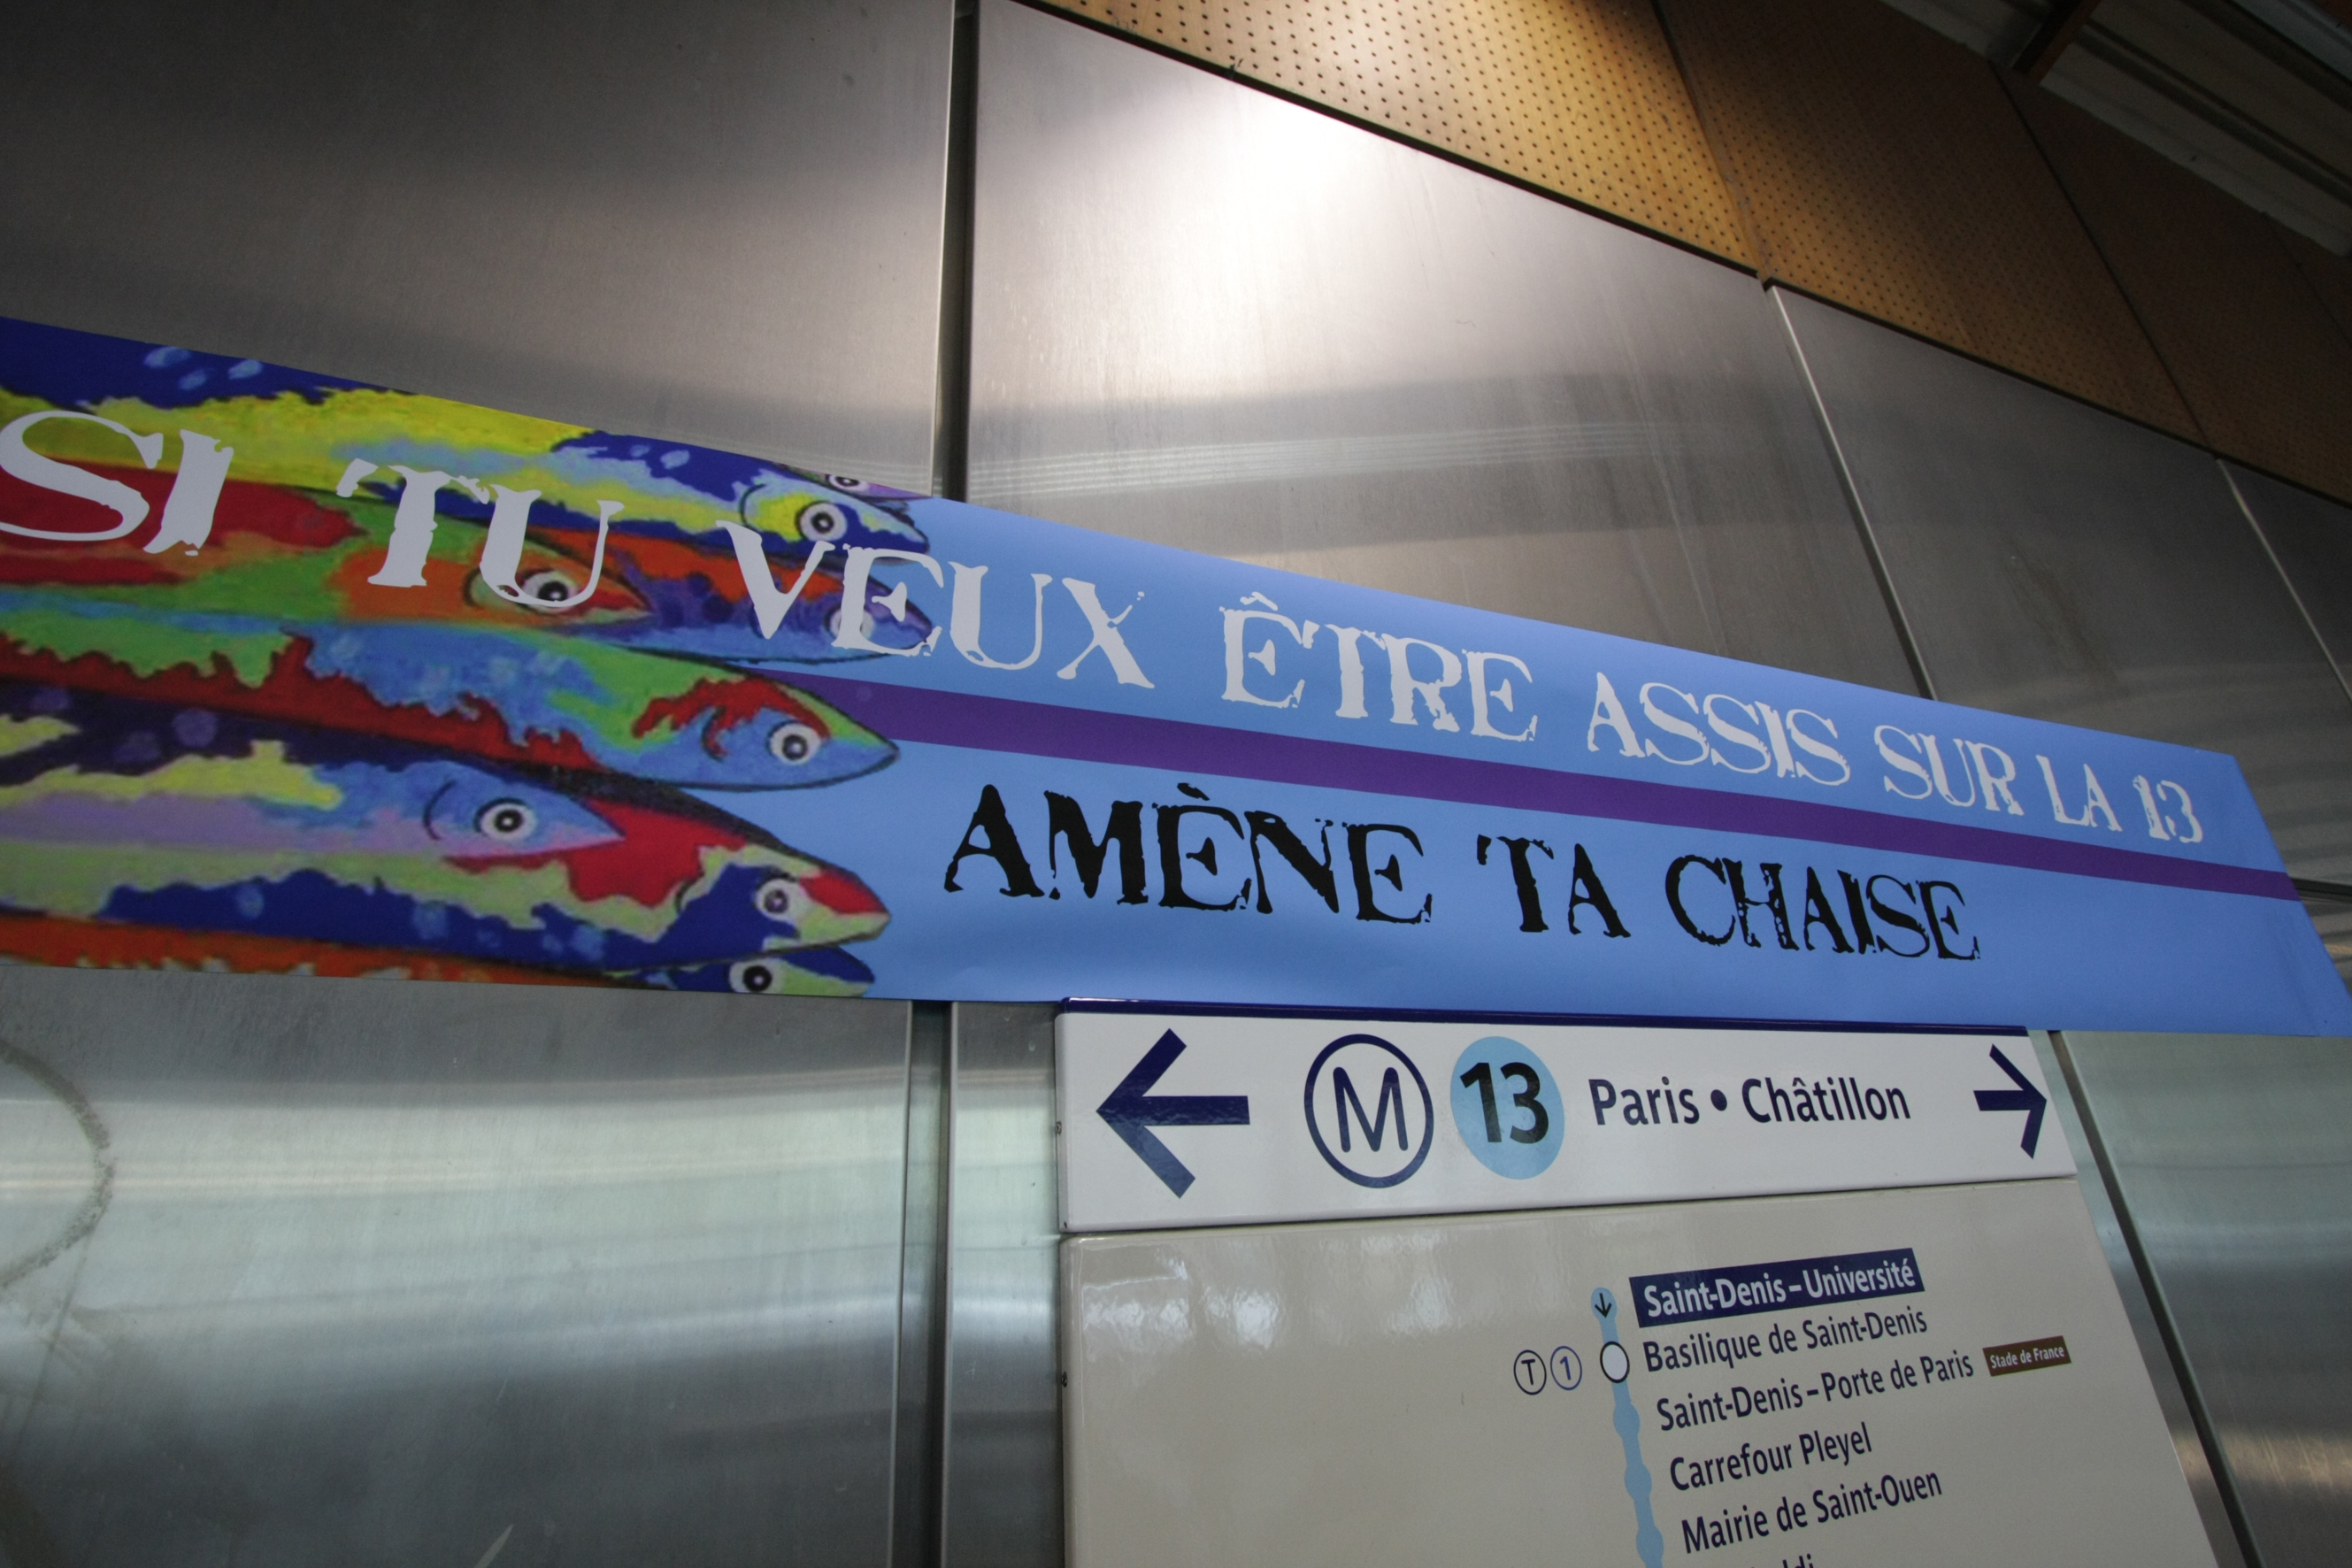 SI TU VEUX ÊTRE ASSIS SUR LA 13
AMÈNE TA CHAISE
M 13 Paris • Châtillon
Saint-Denis–Université
T 1 Basilique de Saint-Denis
Saint-Denis–Porte de Paris Stade de France
Carrefour Pleyel
Mairie de Saint-Ouen